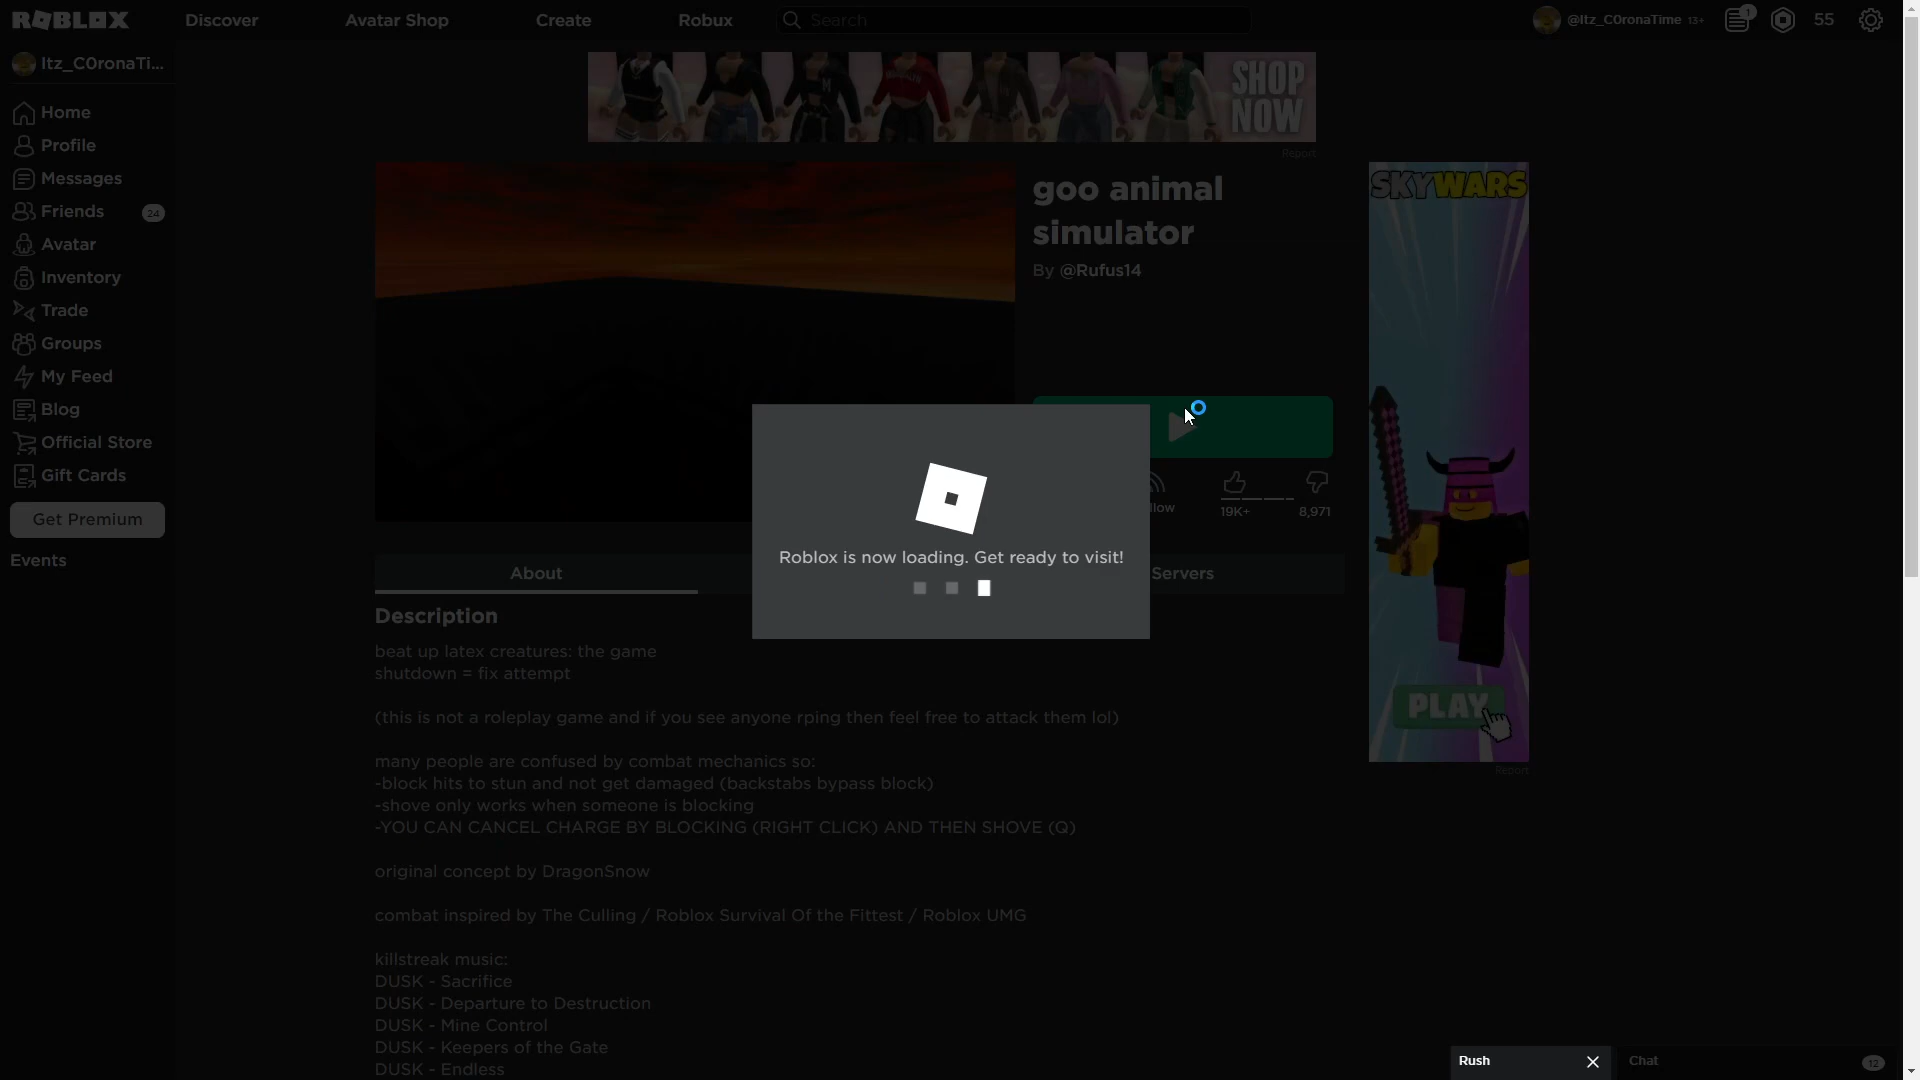 ROBLOX
Discover
Avatar Shop
Create
Robux
Search
@Itz_C0ronaTime 13+
1
55
Itz_C0ronaTi...
Home
Profile
Messages
Friends 24
Avatar
Inventory
Trade
Groups
My Feed
Blog
Official Store
Gift Cards
Get Premium
Events
SHOP
NOW
Report
goo animal
simulator
By @Rufus14
llow
19K+
8,971
Roblox is now loading. Get ready to visit!
About
Servers
Description
beat up latex creatures: the game
shutdown = fix attempt
(this is not a roleplay game and if you see anyone rping then feel free to attack them lol)
many people are confused by combat mechanics so:
-block hits to stun and not get damaged (backstabs bypass block)
-shove only works when someone is blocking
-YOU CAN CANCEL CHARGE BY BLOCKING (RIGHT CLICK) AND THEN SHOVE (Q)
original concept by DragonSnow
combat inspired by The Culling / Roblox Survival Of the Fittest / Roblox UMG
killstreak music:
DUSK - Sacrifice
DUSK - Departure to Destruction
DUSK - Mine Control
DUSK - Keepers of the Gate
DUSK - Endless
SKYWARS
PLAY
Report
Rush
Chat
12